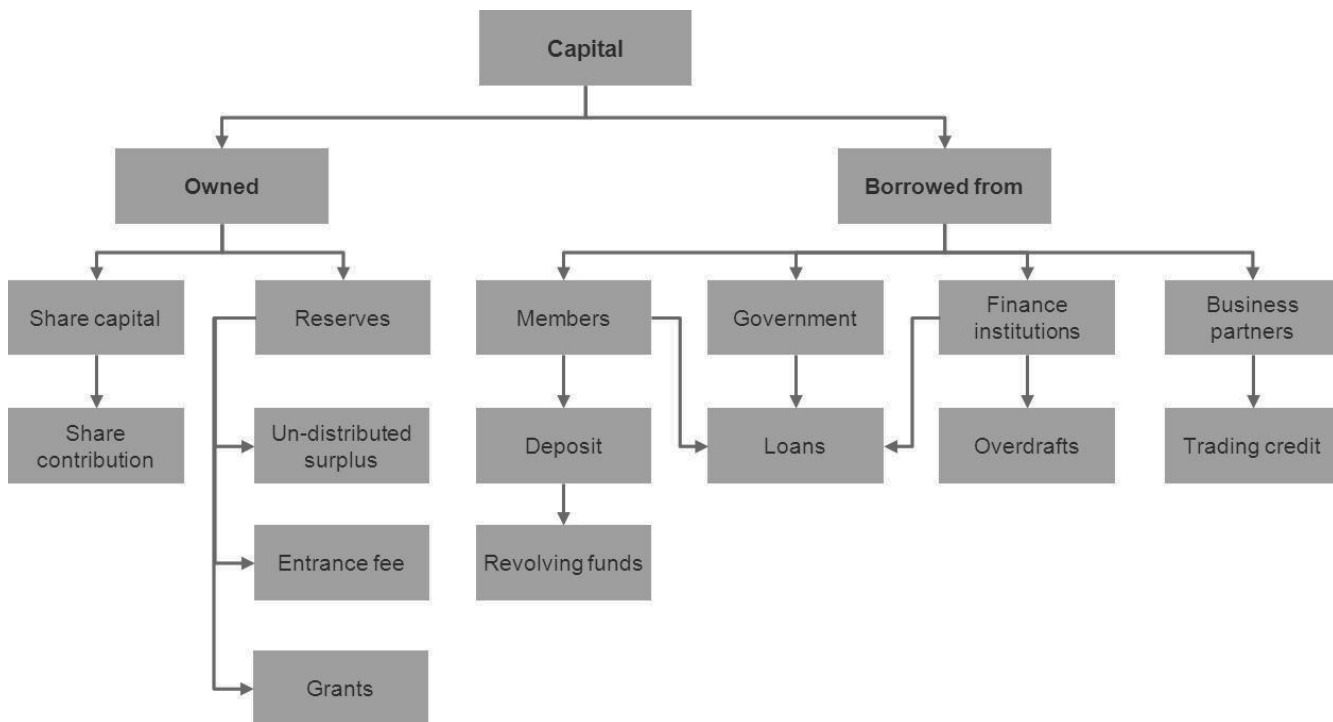 Capital
Owned
Borrowed from
Share capital
Reserves
Members
Government
Finance
institutions
Business
partners
Share
contribution
Un-distributed
surplus
Deposit
Loans
Overdrafts
Trading credit
Entrance fee
Revolving funds
Grants